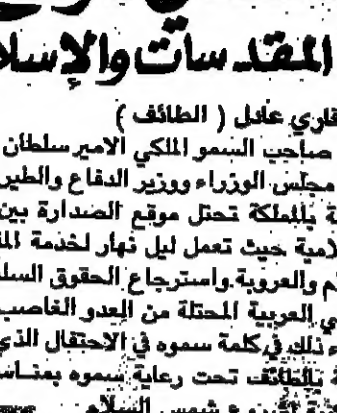 المقدسات والإسلا
قاري عادل ( الطائف )
صاحب السمو الملكي الامير سلطان
مجلس الوزراء ووزير الدفاع والطير
ة بالمملكة تحتل موقع الصدارة بين
لامية حيث تعمل ليل نهار لخدمة الم
م والعروبة واسترجاع الحقوق السل
ي العربية المحتلة من العدو الغاصب
ء ذلك في كلمة سموه في الاحتفال الذي
ة بالطائف تحت رعاية سموه بمناس
شمس السلام